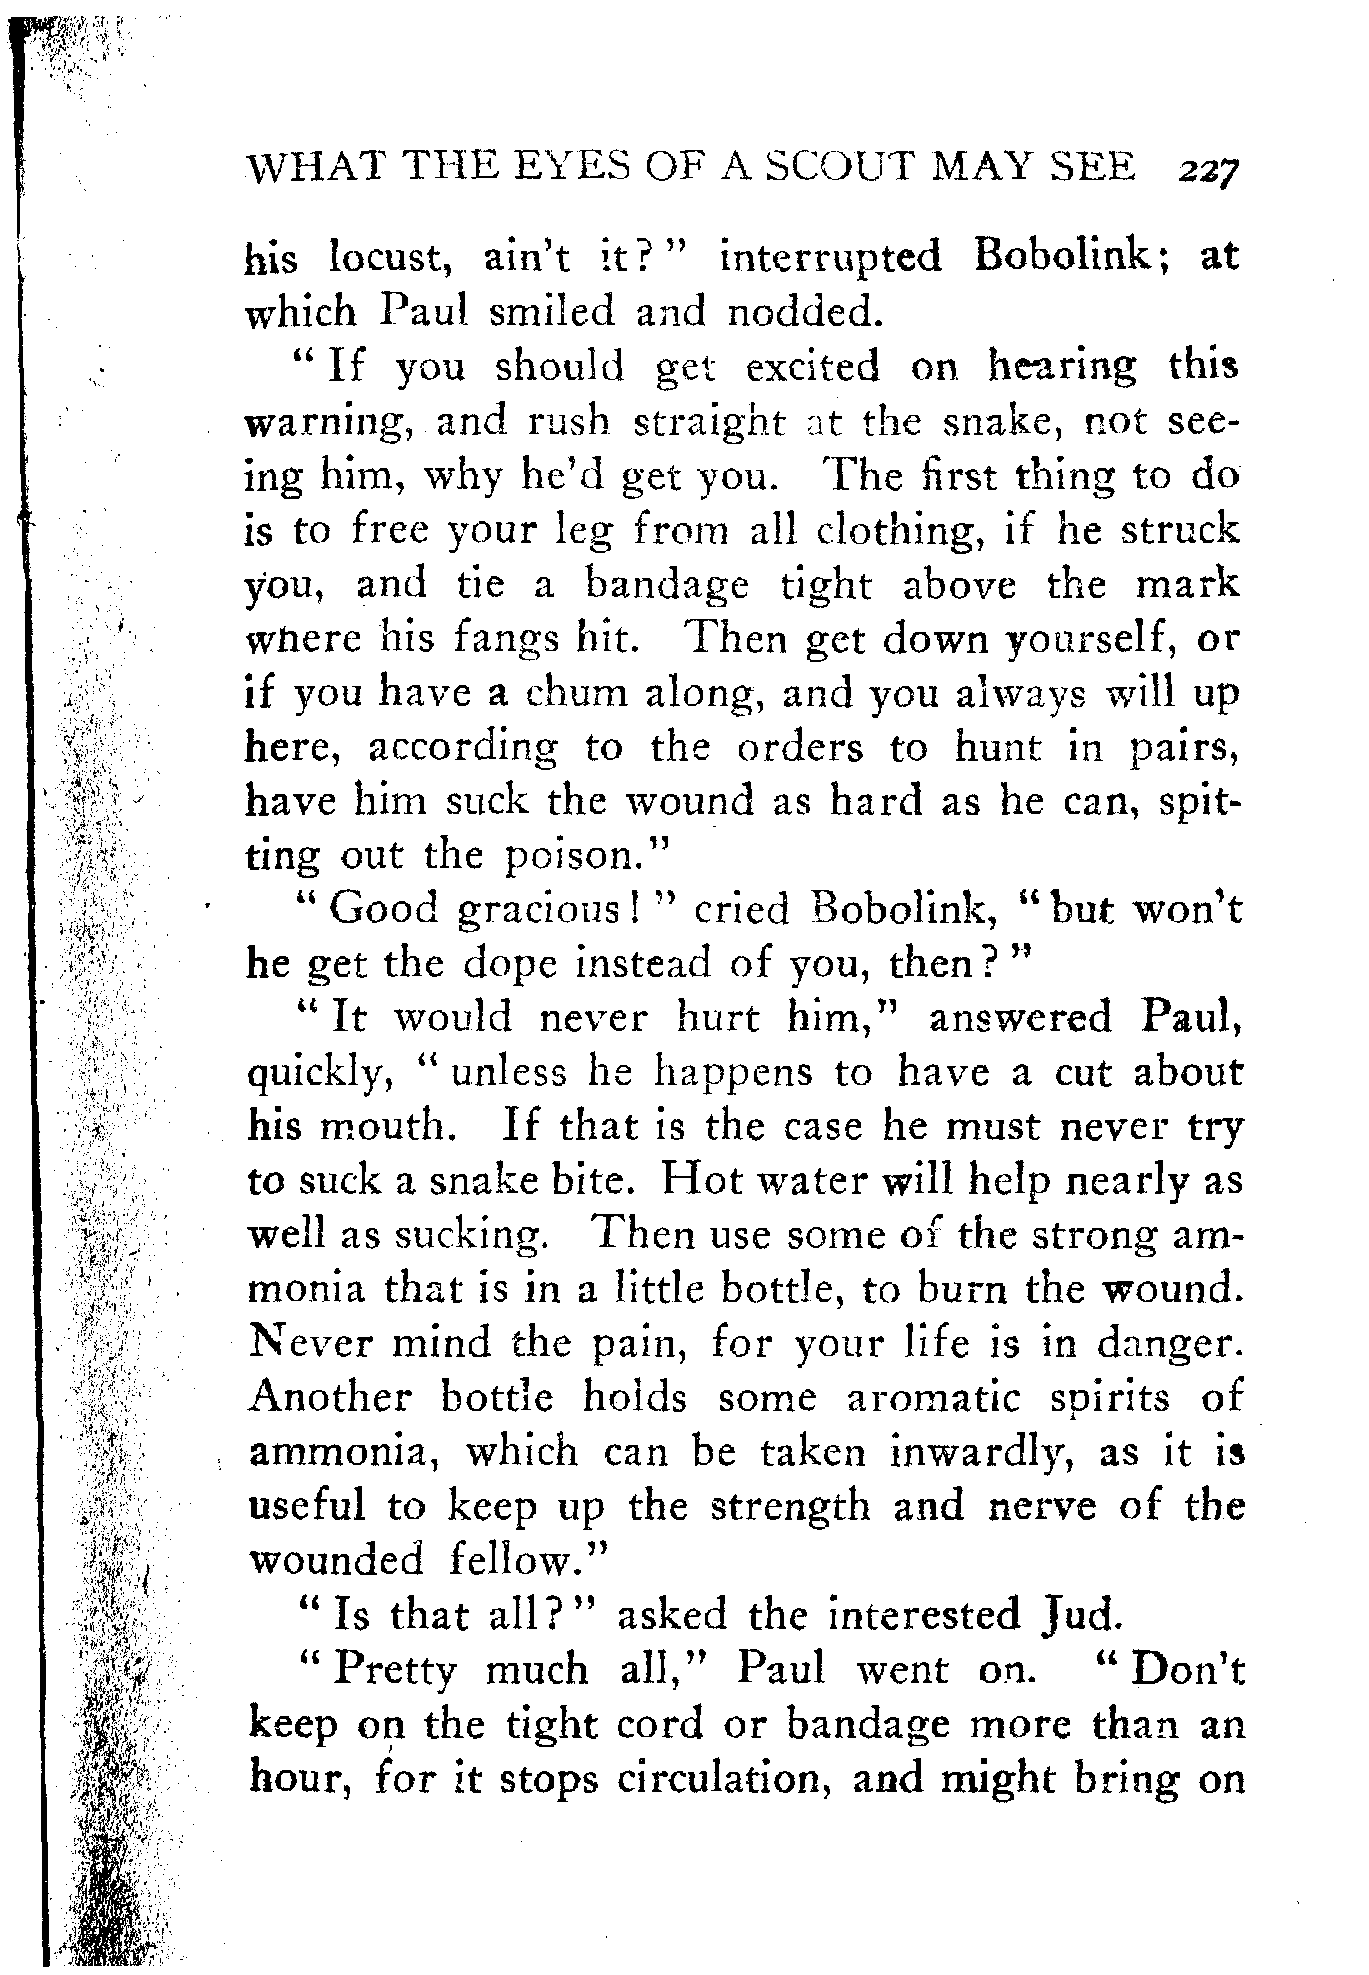 WHAT THE EYES OF A SCOUT MAY SEE 227
his locust, ain't it?" interrupted Bobolink; at
which Paul smiled and nodded.
"If you should get excited on hearing this
warning, and rush straight at the snake, not see-
ing him, why he'd get you. The first thing to do
is to free your leg from all clothing, if he struck
you, and tie a bandage tight above the mark
where his fangs hit. Then get down yourself, or
if you have a chum along, and you always will up
here, according to the orders to hunt in pairs,
have him suck the wound as hard as he can, spit-
ting out the poison."
"Good gracious!" cried Bobolink, "but won't
he get the dope instead of you, then?"
"It would never hurt him," answered Paul,
quickly, "unless he happens to have a cut about
his mouth. If that is the case he must never try
to suck a snake bite. Hot water will help nearly as
well as sucking. Then use some of the strong am-
monia that is in a little bottle, to burn the wound.
Never mind the pain, for your life is in danger.
Another bottle holds some aromatic spirits of
ammonia, which can be taken inwardly, as it is
useful to keep up the strength and nerve of the
wounded fellow."
"Is that all?" asked the interested Jud.
"Pretty much all," Paul went on. "Don't
keep on the tight cord or bandage more than an
hour, for it stops circulation, and might bring on